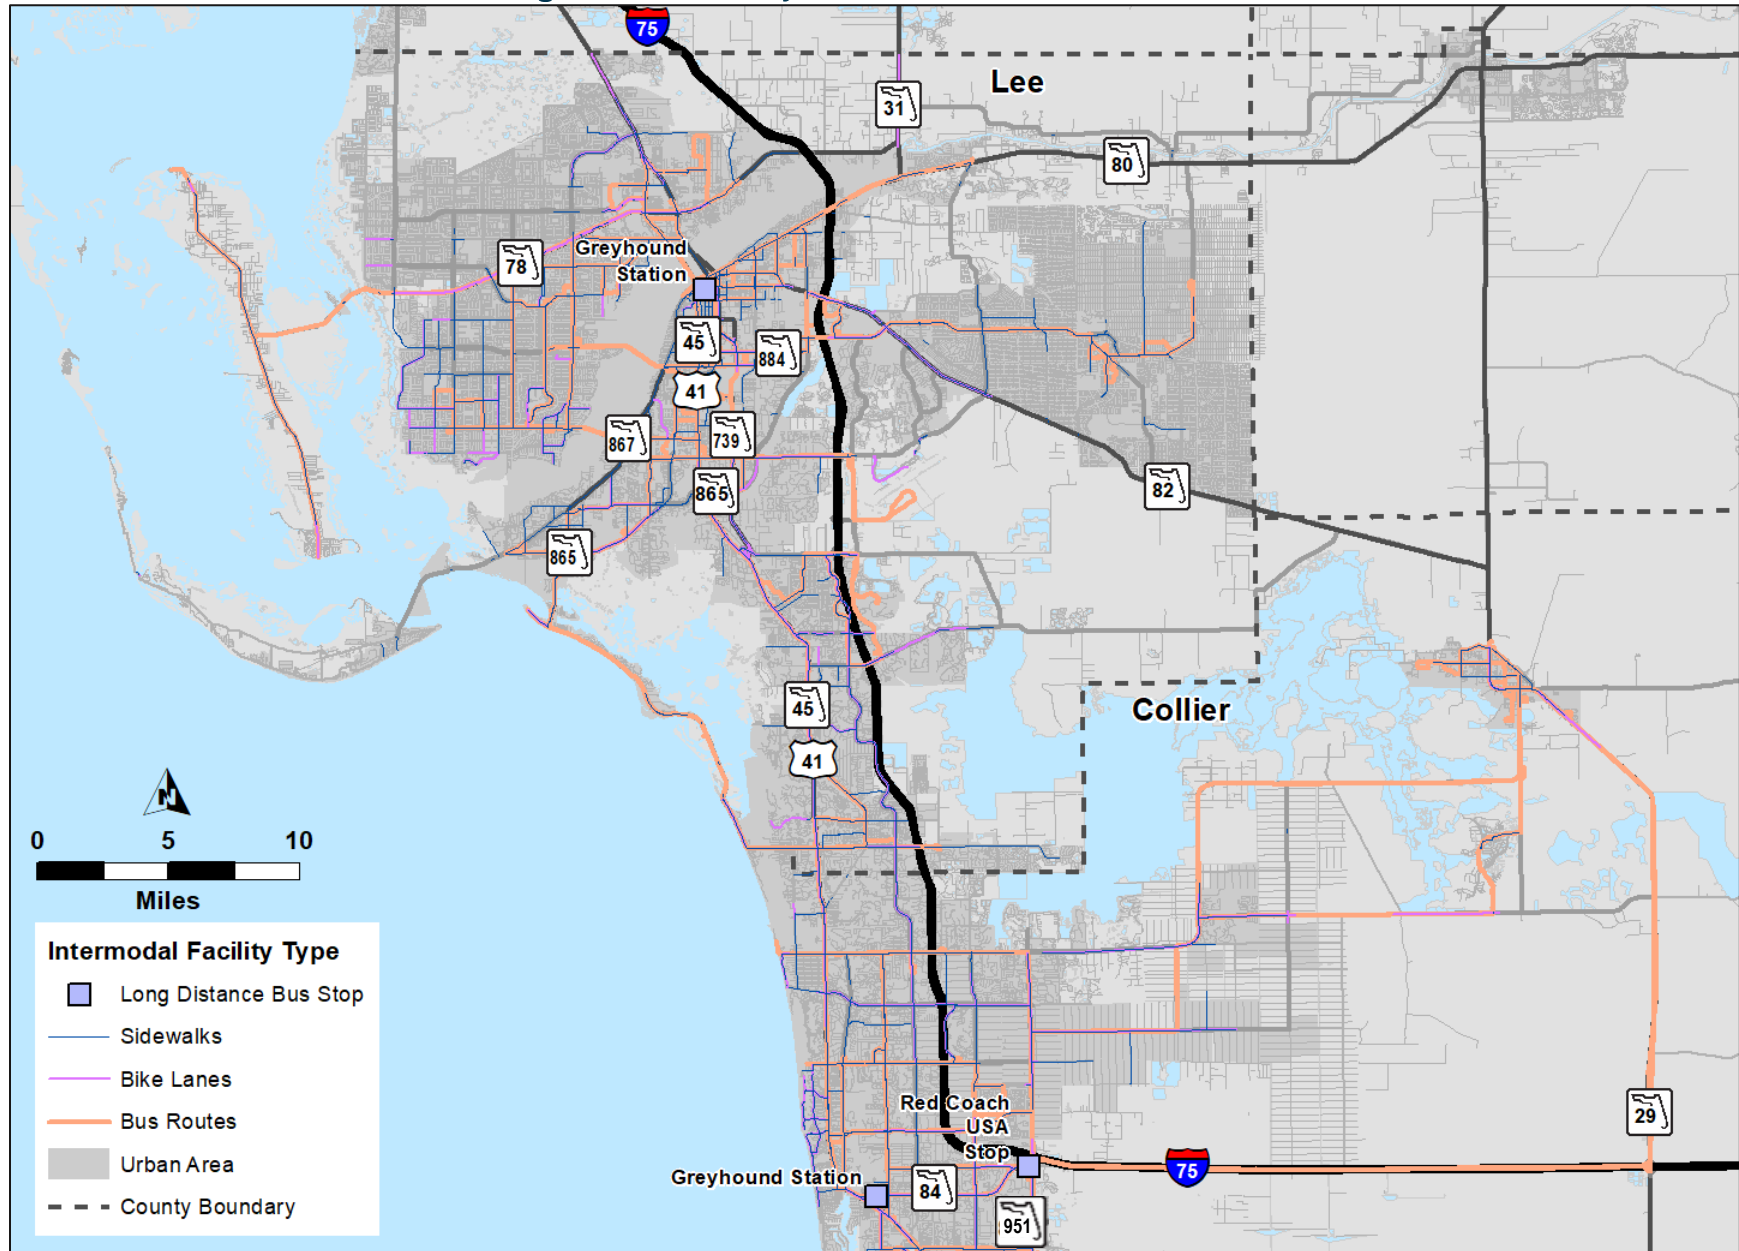 75
Lee
31
80
Greyhound
Station
78
45
884
41
867
739
865
82
865
45
41
Collier
N
0 5 10
Miles
Intermodal Facility Type
Long Distance Bus Stop
Sidewalks
Bike Lanes
Bus Routes
Urban Area
County Boundary
Red Coach
USA
Stop
29
75
Greyhound Station
84
951